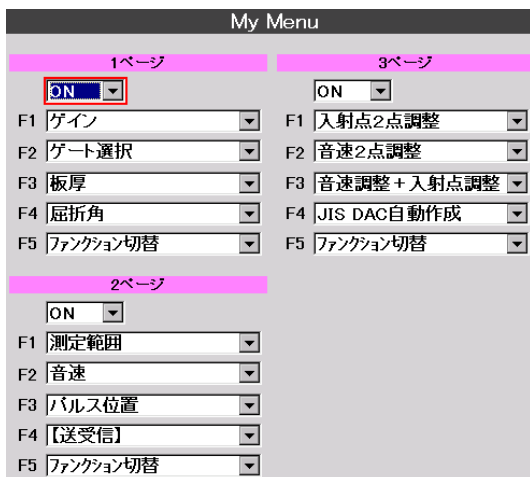 My Menu
1ページ
ON
F1 ゲイン
F2 ゲート選択
F3 板厚
F4 屈折角
F5 ファンクション切替
2ページ
ON
F1 測定範囲
F2 音速
F3 パルス位置
F4 【送受信】
F5 ファンクション切替
3ページ
ON
F1 入射点2点調整
F2 音速2点調整
F3 音速調整+入射点調整
F4 JIS DAC自動作成
F5 ファンクション切替